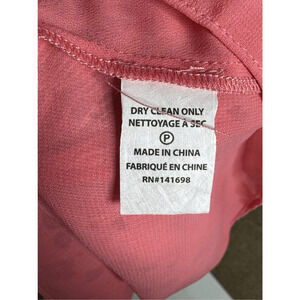 DRY CLEAN ONLY
NETTOYAGE A SEC
P
MADE IN CHINA
FABRIQUÉ EN CHINE
RN#141698